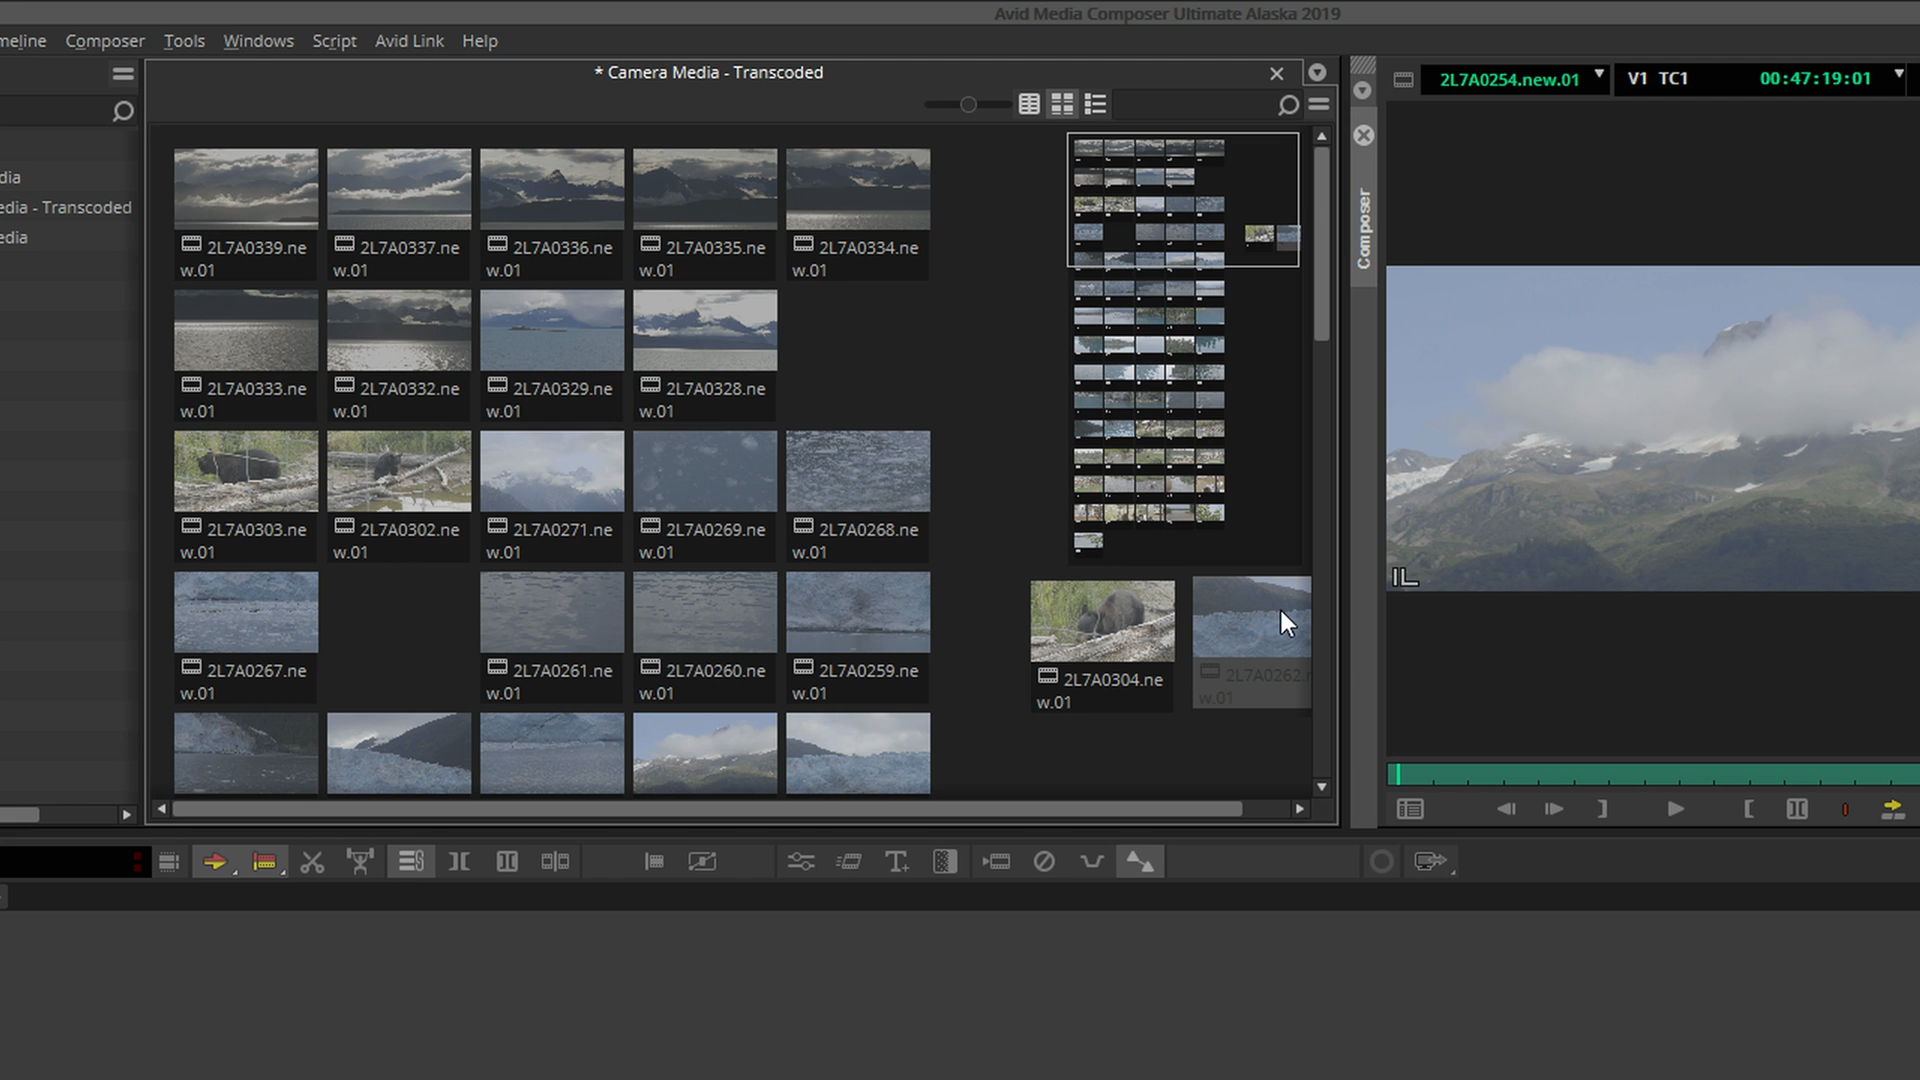 Avid Media Composer Ultimate Alaska 2019
meline Composer Tools Windows Script Avid Link Help
* Camera Media - Transcoded
2L7A0254.new.01 V1 TC1 00:47:19:01
dia
edia - Transcoded
edia
Composer
2L7A0339.ne
w.01
2L7A0337.ne
w.01
2L7A0336.ne
w.01
2L7A0335.ne
w.01
2L7A0334.ne
w.01
2L7A0333.ne
w.01
2L7A0332.ne
w.01
2L7A0329.ne
w.01
2L7A0328.ne
w.01
2L7A0303.ne
w.01
2L7A0302.ne
w.01
2L7A0271.ne
w.01
2L7A0269.ne
w.01
2L7A0268.ne
w.01
2L7A0267.ne
w.01
2L7A0261.ne
w.01
2L7A0260.ne
w.01
2L7A0259.ne
w.01
2L7A0304.ne
w.01
2L7A0262.n
w.01